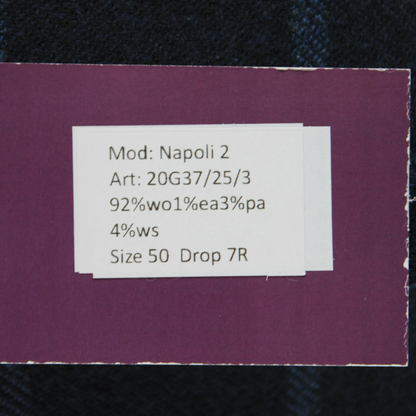 Mod: Napoli 2
Art: 20G37/25/3
92%wo1%ea3%pa
4%ws
Size 50 Drop 7R